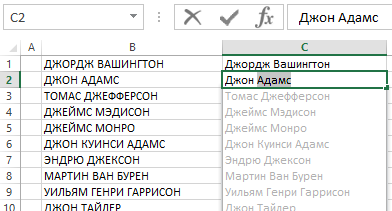 C2 fx Джон Адамс
A B C
1 ДЖОРДЖ ВАШИНГТОН Джордж Вашингтон
2 ДЖОН АДАМС Джон Адамс
3 ТОМАС ДЖЕФФЕРСОН Томас Джефферсон
4 ДЖЕЙМС МЭДИСОН Джеймс Мэдисон
5 ДЖЕЙМС МОНРО Джеймс Монро
6 ДЖОН КУИНСИ АДАМС Джон Куинси Адамс
7 ЭНДРЮ ДЖЕКСОН Эндрю Джексон
8 МАРТИН ВАН БУРЕН Мартин Ван Бурен
9 УИЛЬЯМ ГЕНРИ ГАРРИСОН Уильям Генри Гаррисон
10 ДЖОН ТАЙЛЕР Джон Тайлер